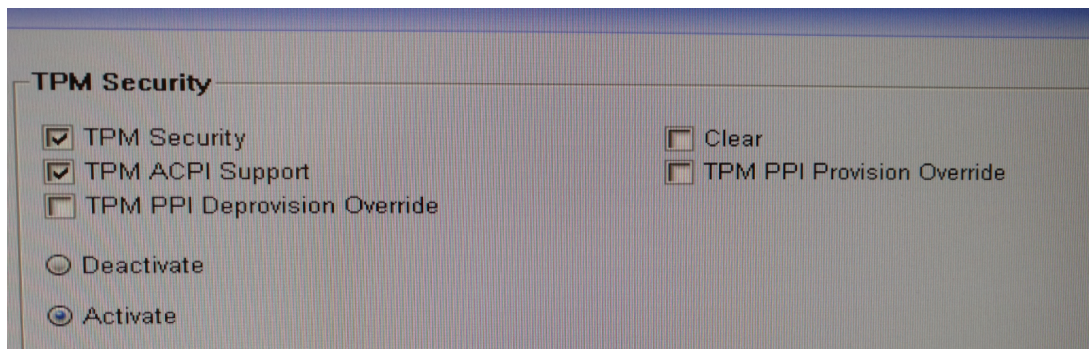 TPM Security
TPM Security
Clear
TPM ACPI Support
TPM PPI Provision Override
TPM PPI Deprovision Override
Deactivate
Activate